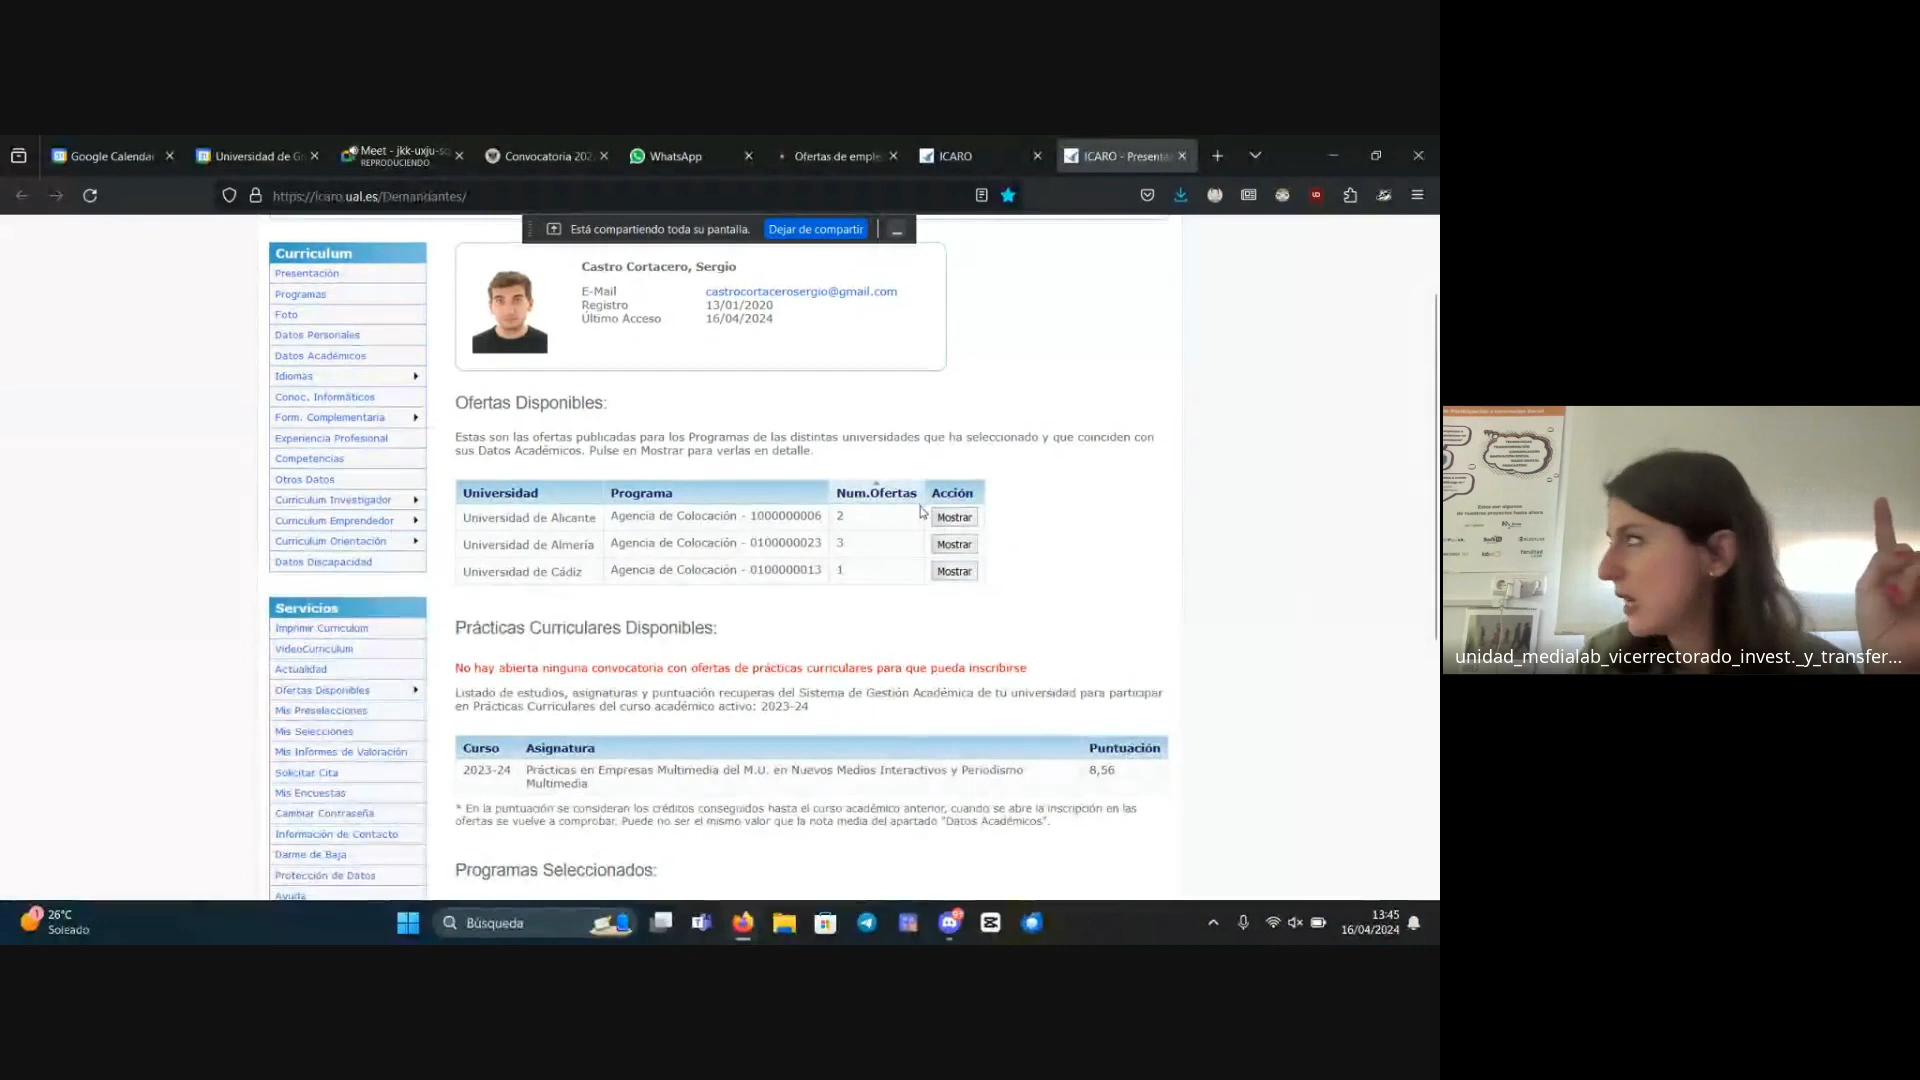 Google Calendar
Universidad de G
Meet - jkk-uxju-sq
REPRODUCIENDO
Convocatoria 202
WhatsApp
Ofertas de emple
ICARO
ICARO - Presenta
https://icaro.ual.es/Demandantes/
Está compartiendo toda su pantalla.
Dejar de compartir
Curriculum
Presentación
Programas
Foto
Datos Personales
Datos Académicos
Idiomas
Conoc. Informáticos
Form. Complementaria
Experiencia Profesional
Competencias
Otros Datos
Curriculum Investigador
Curriculum Emprendedor
Curriculum Orientación
Datos Discapacidad
Servicios
Imprimir Curriculum
VideoCurriculum
Actualidad
Ofertas Disponibles
Mis Preselecciones
Mis Selecciones
Mis Informes de Valoración
Solicitar Cita
Mis Encuestas
Cambiar Contraseña
Información de Contacto
Darme de Baja
Protección de Datos
Ayuda
Castro Cortacero, Sergio
E-Mail castrocortacerosergio@gmail.com
Registro 13/01/2020
Último Acceso 16/04/2024
Ofertas Disponibles:
Estas son las ofertas publicadas para los Programas de las distintas universidades que ha seleccionado y que coinciden con
sus Datos Académicos. Pulse en Mostrar para verlas en detalle.
Universidad Programa Num.Ofertas Acción
Universidad de Alicante Agencia de Colocación - 1000000006 2 Mostrar
Universidad de Almería Agencia de Colocación - 0100000023 3 Mostrar
Universidad de Cádiz Agencia de Colocación - 0100000013 1 Mostrar
Prácticas Curriculares Disponibles:
No hay abierta ninguna convocatoria con ofertas de prácticas curriculares para que pueda inscribirse
Listado de estudios, asignaturas y puntuación recuperas del Sistema de Gestión Académica de tu universidad para participar
en Prácticas Curriculares del curso académico activo: 2023-24
Curso Asignatura Puntuación
2023-24 Prácticas en Empresas Multimedia del M.U. en Nuevos Medios Interactivos y Periodismo 8,56
Multimedia
* En la puntuación se consideran los créditos conseguidos hasta el curso académico anterior, cuando se abre la inscripción en las
ofertas se vuelve a comprobar. Puede no ser el mismo valor que la nota media del apartado "Datos Académicos".
Programas Seleccionados:
26°C
Soleado
Búsqueda
13:45
16/04/2024
unidad_medialab_vicerrectorado_invest._y_transfer...